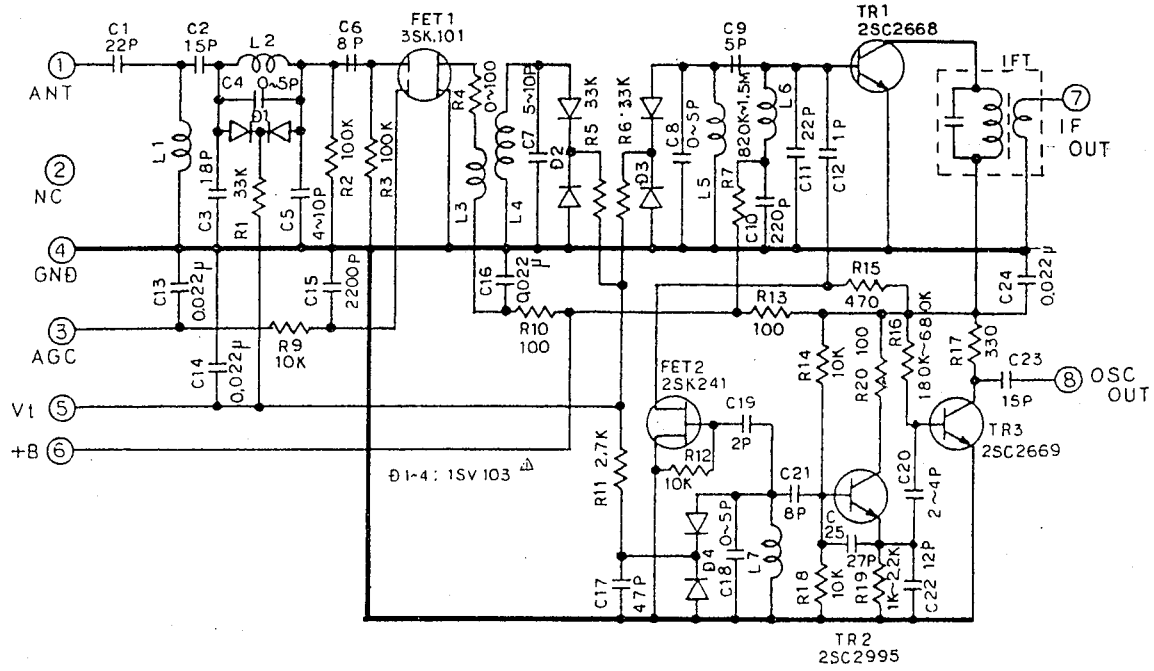 C1
22P
C2
15P
L2
C6
8P
FET1
3SK.101
C9
5P
TR1
2SC2668
1
ANT
C4
0~5P
D1
L1
R4
0~100
C7
5~10P
R5
33K
R6
33K
C8
0~5P
820K~1.5M
L6
22P
1P
IFT
7
IF
OUT
2
NC
C3
1.8P
R1
33K
C5
4~10P
R2
100K
R3
100K
L3
L4
D2
D3
L5
R7
C10
220P
C11
C12
4
GND
C13
0.022μ
C15
2200P
C16
0.022μ
R15
470
C24
0.022μ
3
AGC
R9
10K
R10
100
R13
100
C14
0.022μ
R14
10K
R20 100
R16
180K~680K
R17
330
C23
15P
8
OSC
OUT
5
Vt
6
+B
FET2
2SK241
C19
2P
TR3
2SC2669
D1-4: 1SV103
R11 2.7K
R12
10K
C21
8P
C20
2~4P
C17
47P
D4
C18
0~5P
L7
C
25
27P
R18
10K
R19
1K~2.2K
C22
12P
TR2
2SC2995